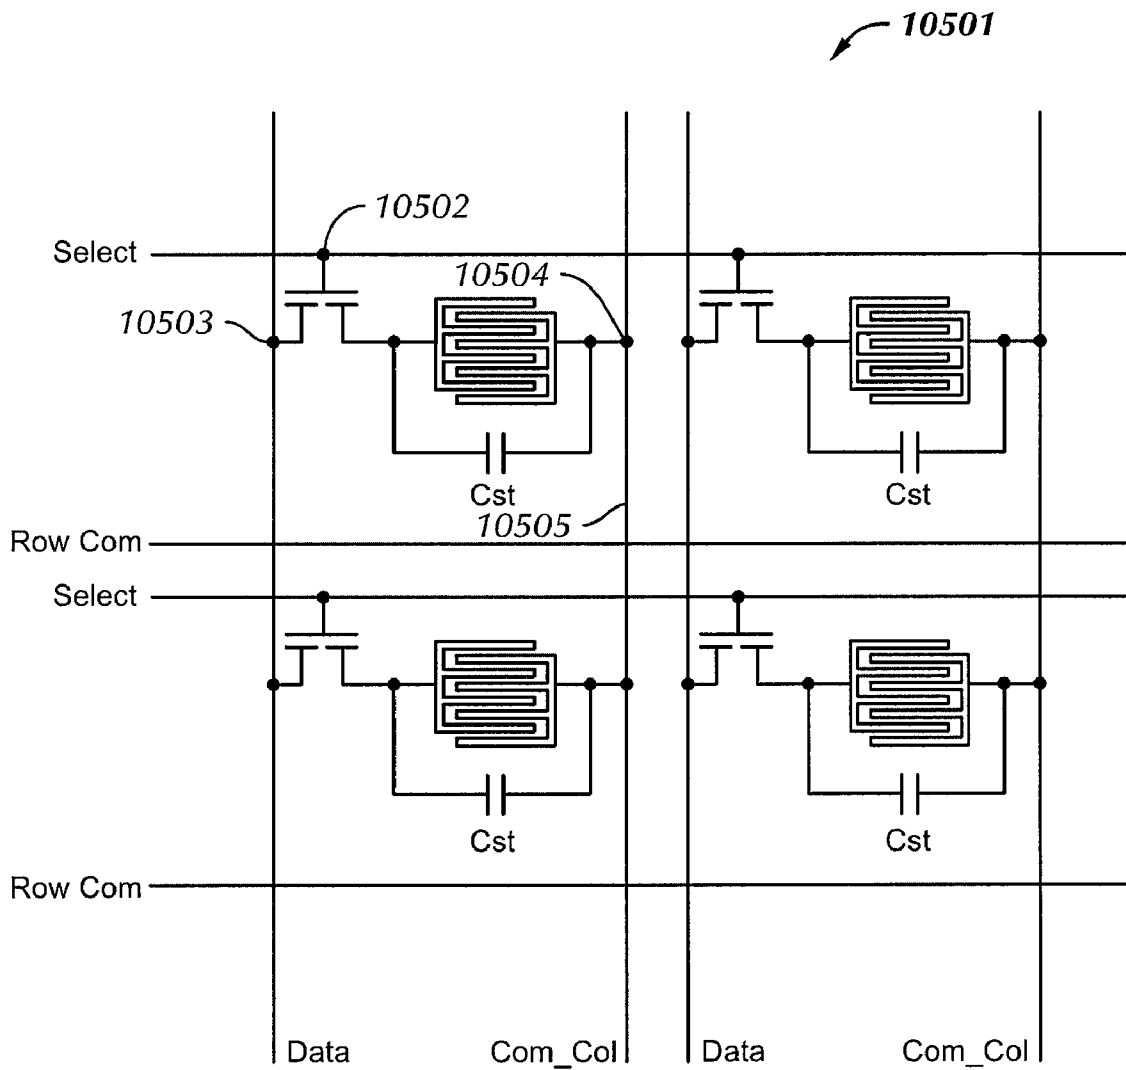 10501
10502
Select
10504
10503
Cst
Cst
10505
Row Com
Select
Cst
Cst
Row Com
Data
Com_Col
Data
Com_Col